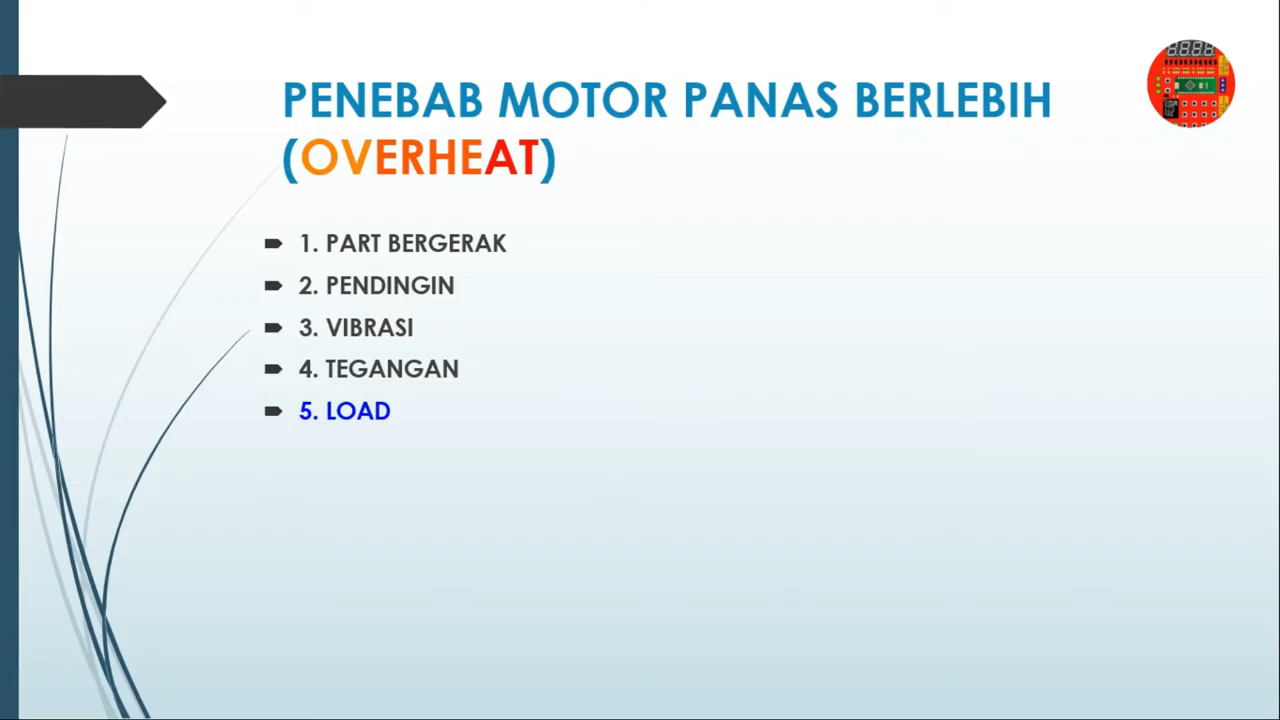 PENEBAB MOTOR PANAS BERLEBIH
(OVERHEAT)
1. PART BERGERAK
2. PENDINGIN
3. VIBRASI
4. TEGANGAN
5. LOAD